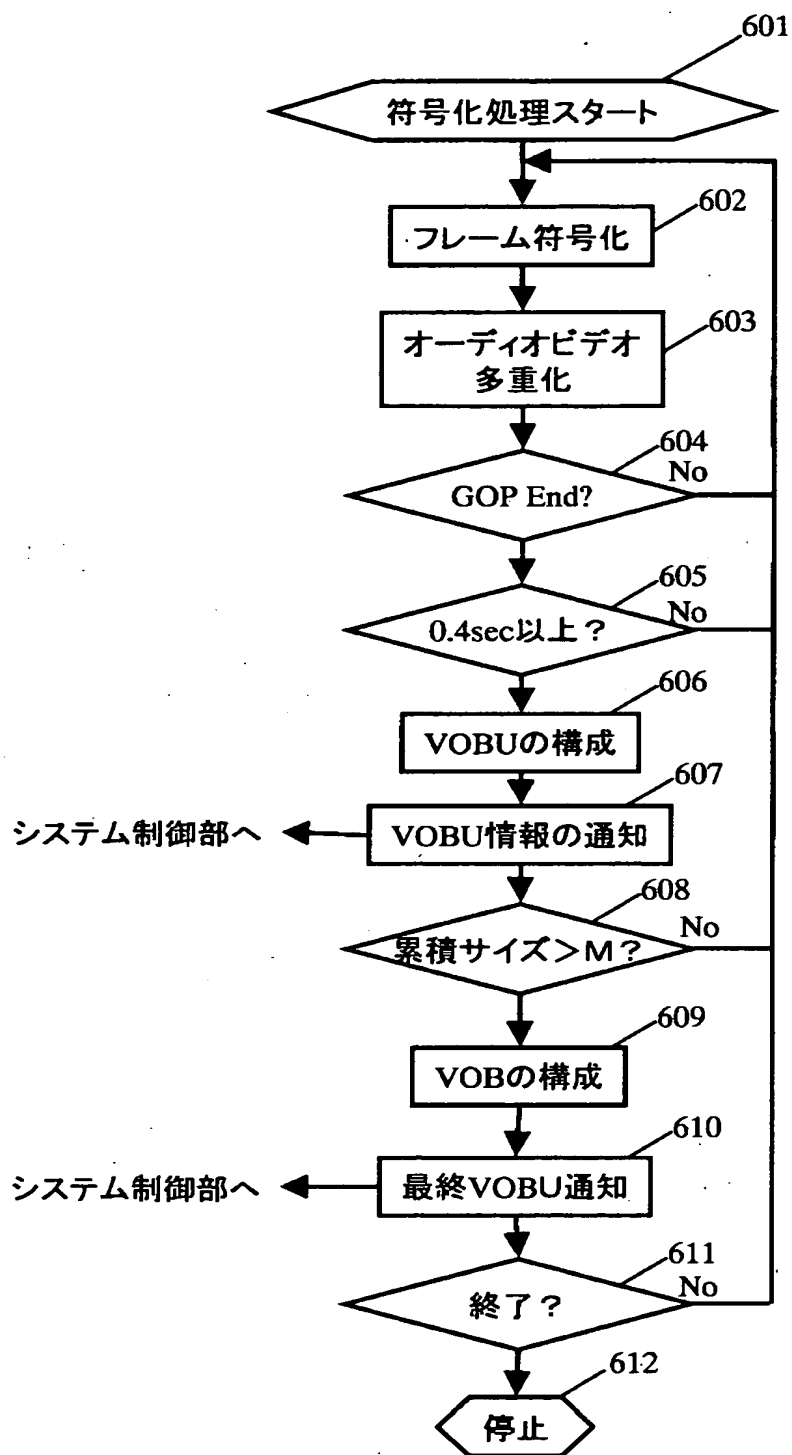 601
符号化処理スタート
602
フレーム符号化
603
オーディオビデオ
多重化
604
No
GOP End?
605
No
0.4sec以上?
606
VOBUの構成
607
システム制御部へ
VOBU情報の通知
608
No
累積サイズ>M?
609
VOBの構成
610
システム制御部へ
最終VOBU通知
611
No
終了?
612
停止